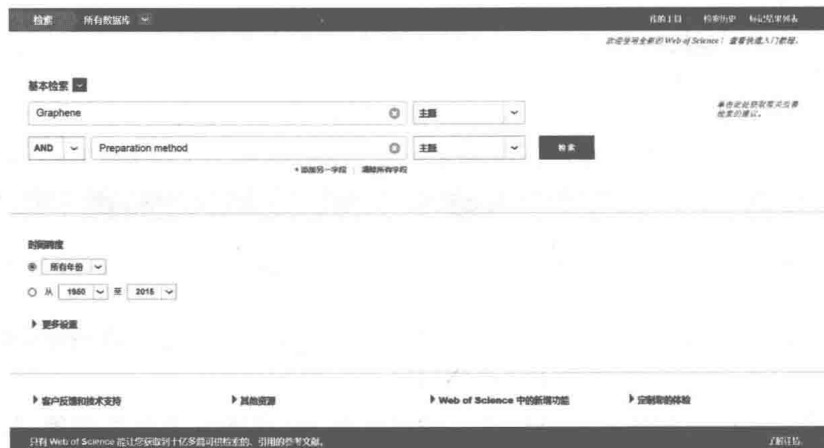 检索 所有数据库 我的工具 检索历史 标记结果列表
欢迎使用全新的 Web of Science！ 查看快速入门教程。
基本检索
Graphene 主题
单击此处获取有关改善
检索的建议。
AND Preparation method 主题 检索
+ 添加另一字段 | 清除所有字段
时间跨度
所有年份
从 1950 至 2015
更多设置
客户反馈和技术支持 其他资源 Web of Science 中的新增功能 定制您的体验
只有 Web of Science 能让您获取到十亿多篇可供检索的、引用的参考文献。 了解详情。